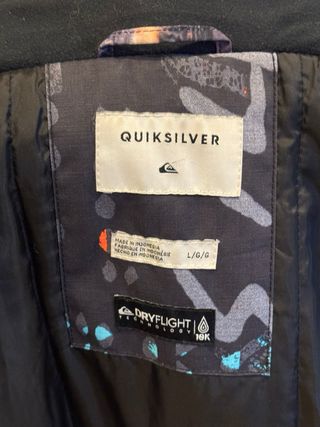 QUIKSILVER
MADE IN INDONESIA
FABRIQUÉ EN INDONÉSIE
HECHO EN INDONESIA
L/G/G
DRYFLIGHT
TECHNOLOGY
10K